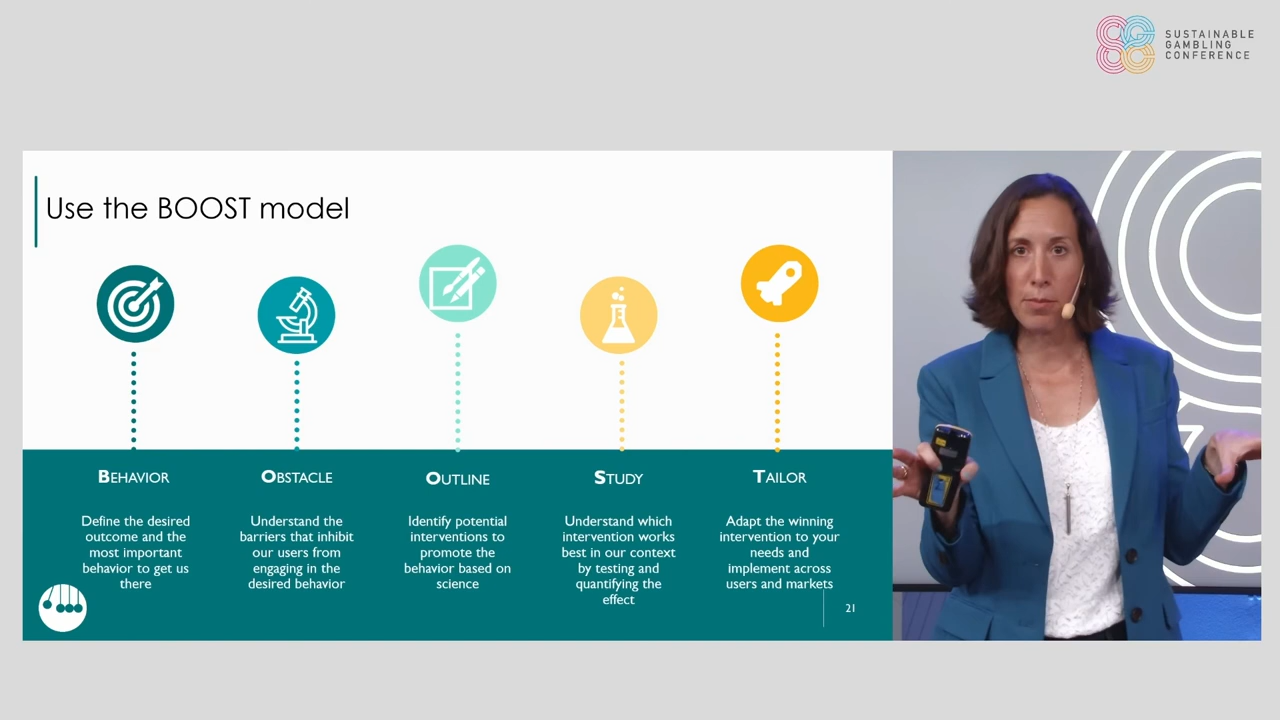 SUSTAINABLE
GAMBLING
CONFERENCE
Use the BOOST model
BEHAVIOR
Define the desired
outcome and the
most important
behavior to get us
there
OBSTACLE
Understand the
barriers that inhibit
our users from
engaging in the
desired behavior
OUTLINE
Identify potential
interventions to
promote the
behavior based on
science
STUDY
Understand which
intervention works
best in our context
by testing and
quantifying the
effect
TAILOR
Adapt the winning
intervention to your
needs and
implement across
users and markets
21